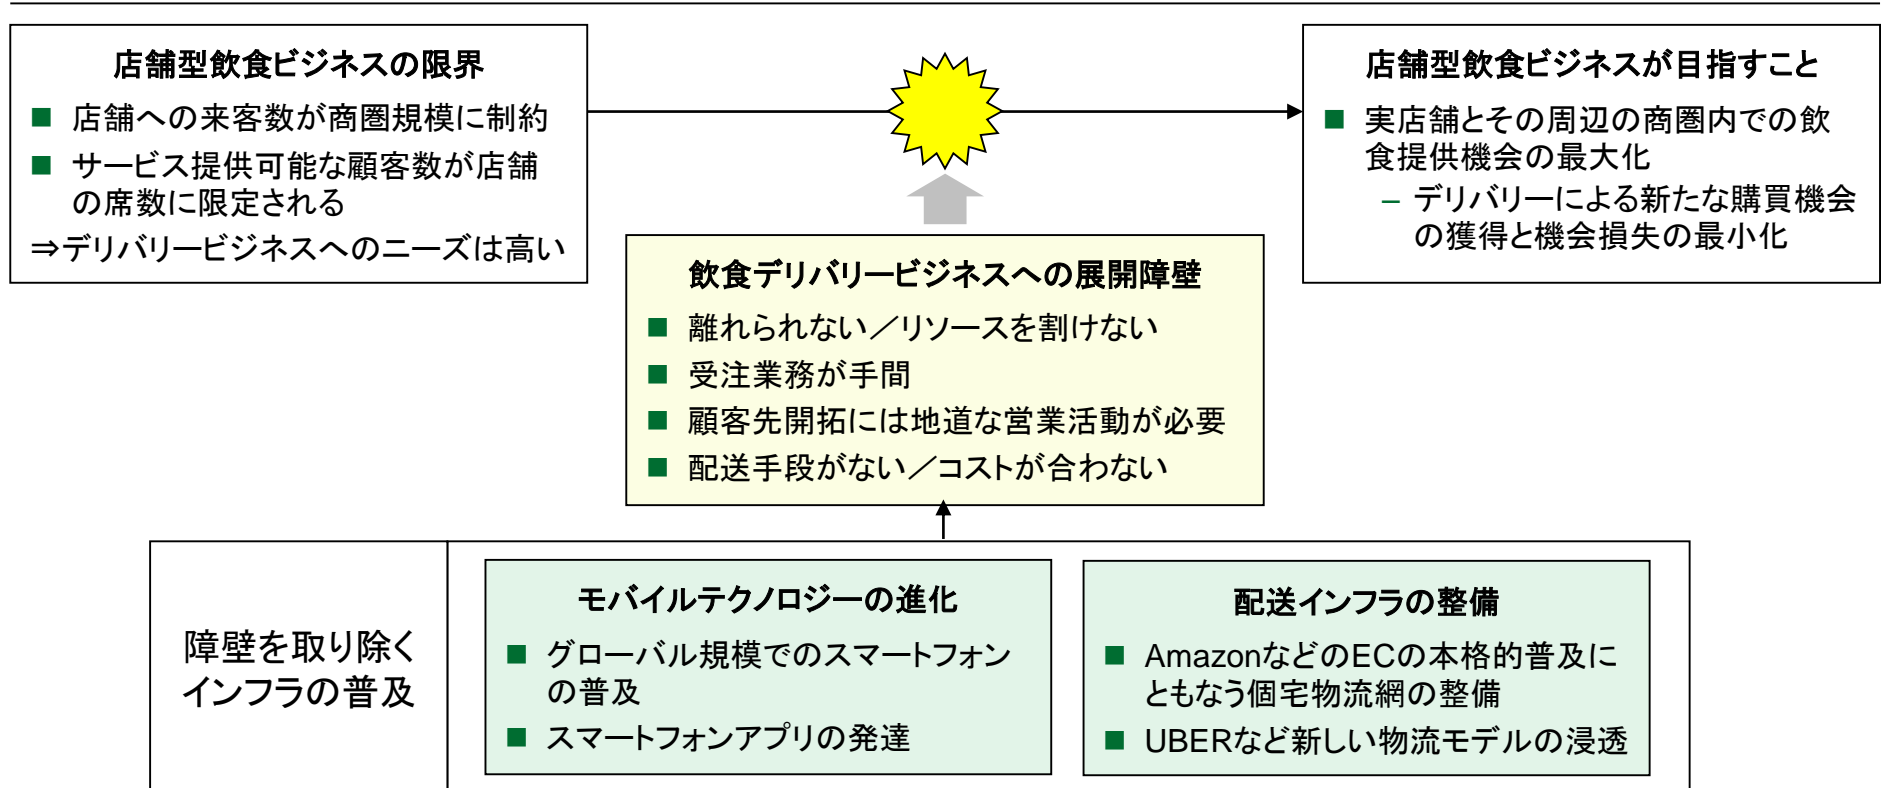 店舗型飲食ビジネスの限界
■ 店舗への来客数が商圏規模に制約
■ サービス提供可能な顧客数が店舗
の席数に限定される
⇒デリバリービジネスへのニーズは高い
店舗型飲食ビジネスが目指すこと
■ 実店舗とその周辺の商圏内での飲
食提供機会の最大化
– デリバリーによる新たな購買機会
の獲得と機会損失の最小化
飲食デリバリービジネスへの展開障壁
■ 離れられない／リソースを割けない
■ 受注業務が手間
■ 顧客先開拓には地道な営業活動が必要
■ 配送手段がない／コストが合わない
障壁を取り除く
インフラの普及
モバイルテクノロジーの進化
■ グローバル規模でのスマートフォン
の普及
■ スマートフォンアプリの発達
配送インフラの整備
■ AmazonなどのECの本格的普及に
ともなう個宅物流網の整備
■ UBERなど新しい物流モデルの浸透